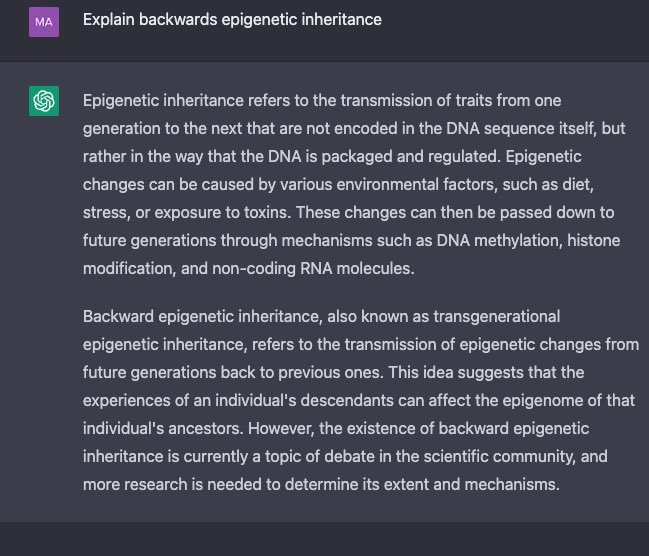 MA
Explain backwards epigenetic inheritance
Epigenetic inheritance refers to the transmission of traits from one
generation to the next that are not encoded in the DNA sequence itself, but
rather in the way that the DNA is packaged and regulated. Epigenetic
changes can be caused by various environmental factors, such as diet,
stress, or exposure to toxins. These changes can then be passed down to
future generations through mechanisms such as DNA methylation, histone
modification, and non-coding RNA molecules.
Backward epigenetic inheritance, also known as transgenerational
epigenetic inheritance, refers to the transmission of epigenetic changes from
future generations back to previous ones. This idea suggests that the
experiences of an individual's descendants can affect the epigenome of that
individual's ancestors. However, the existence of backward epigenetic
inheritance is currently a topic of debate in the scientific community, and
more research is needed to determine its extent and mechanisms.